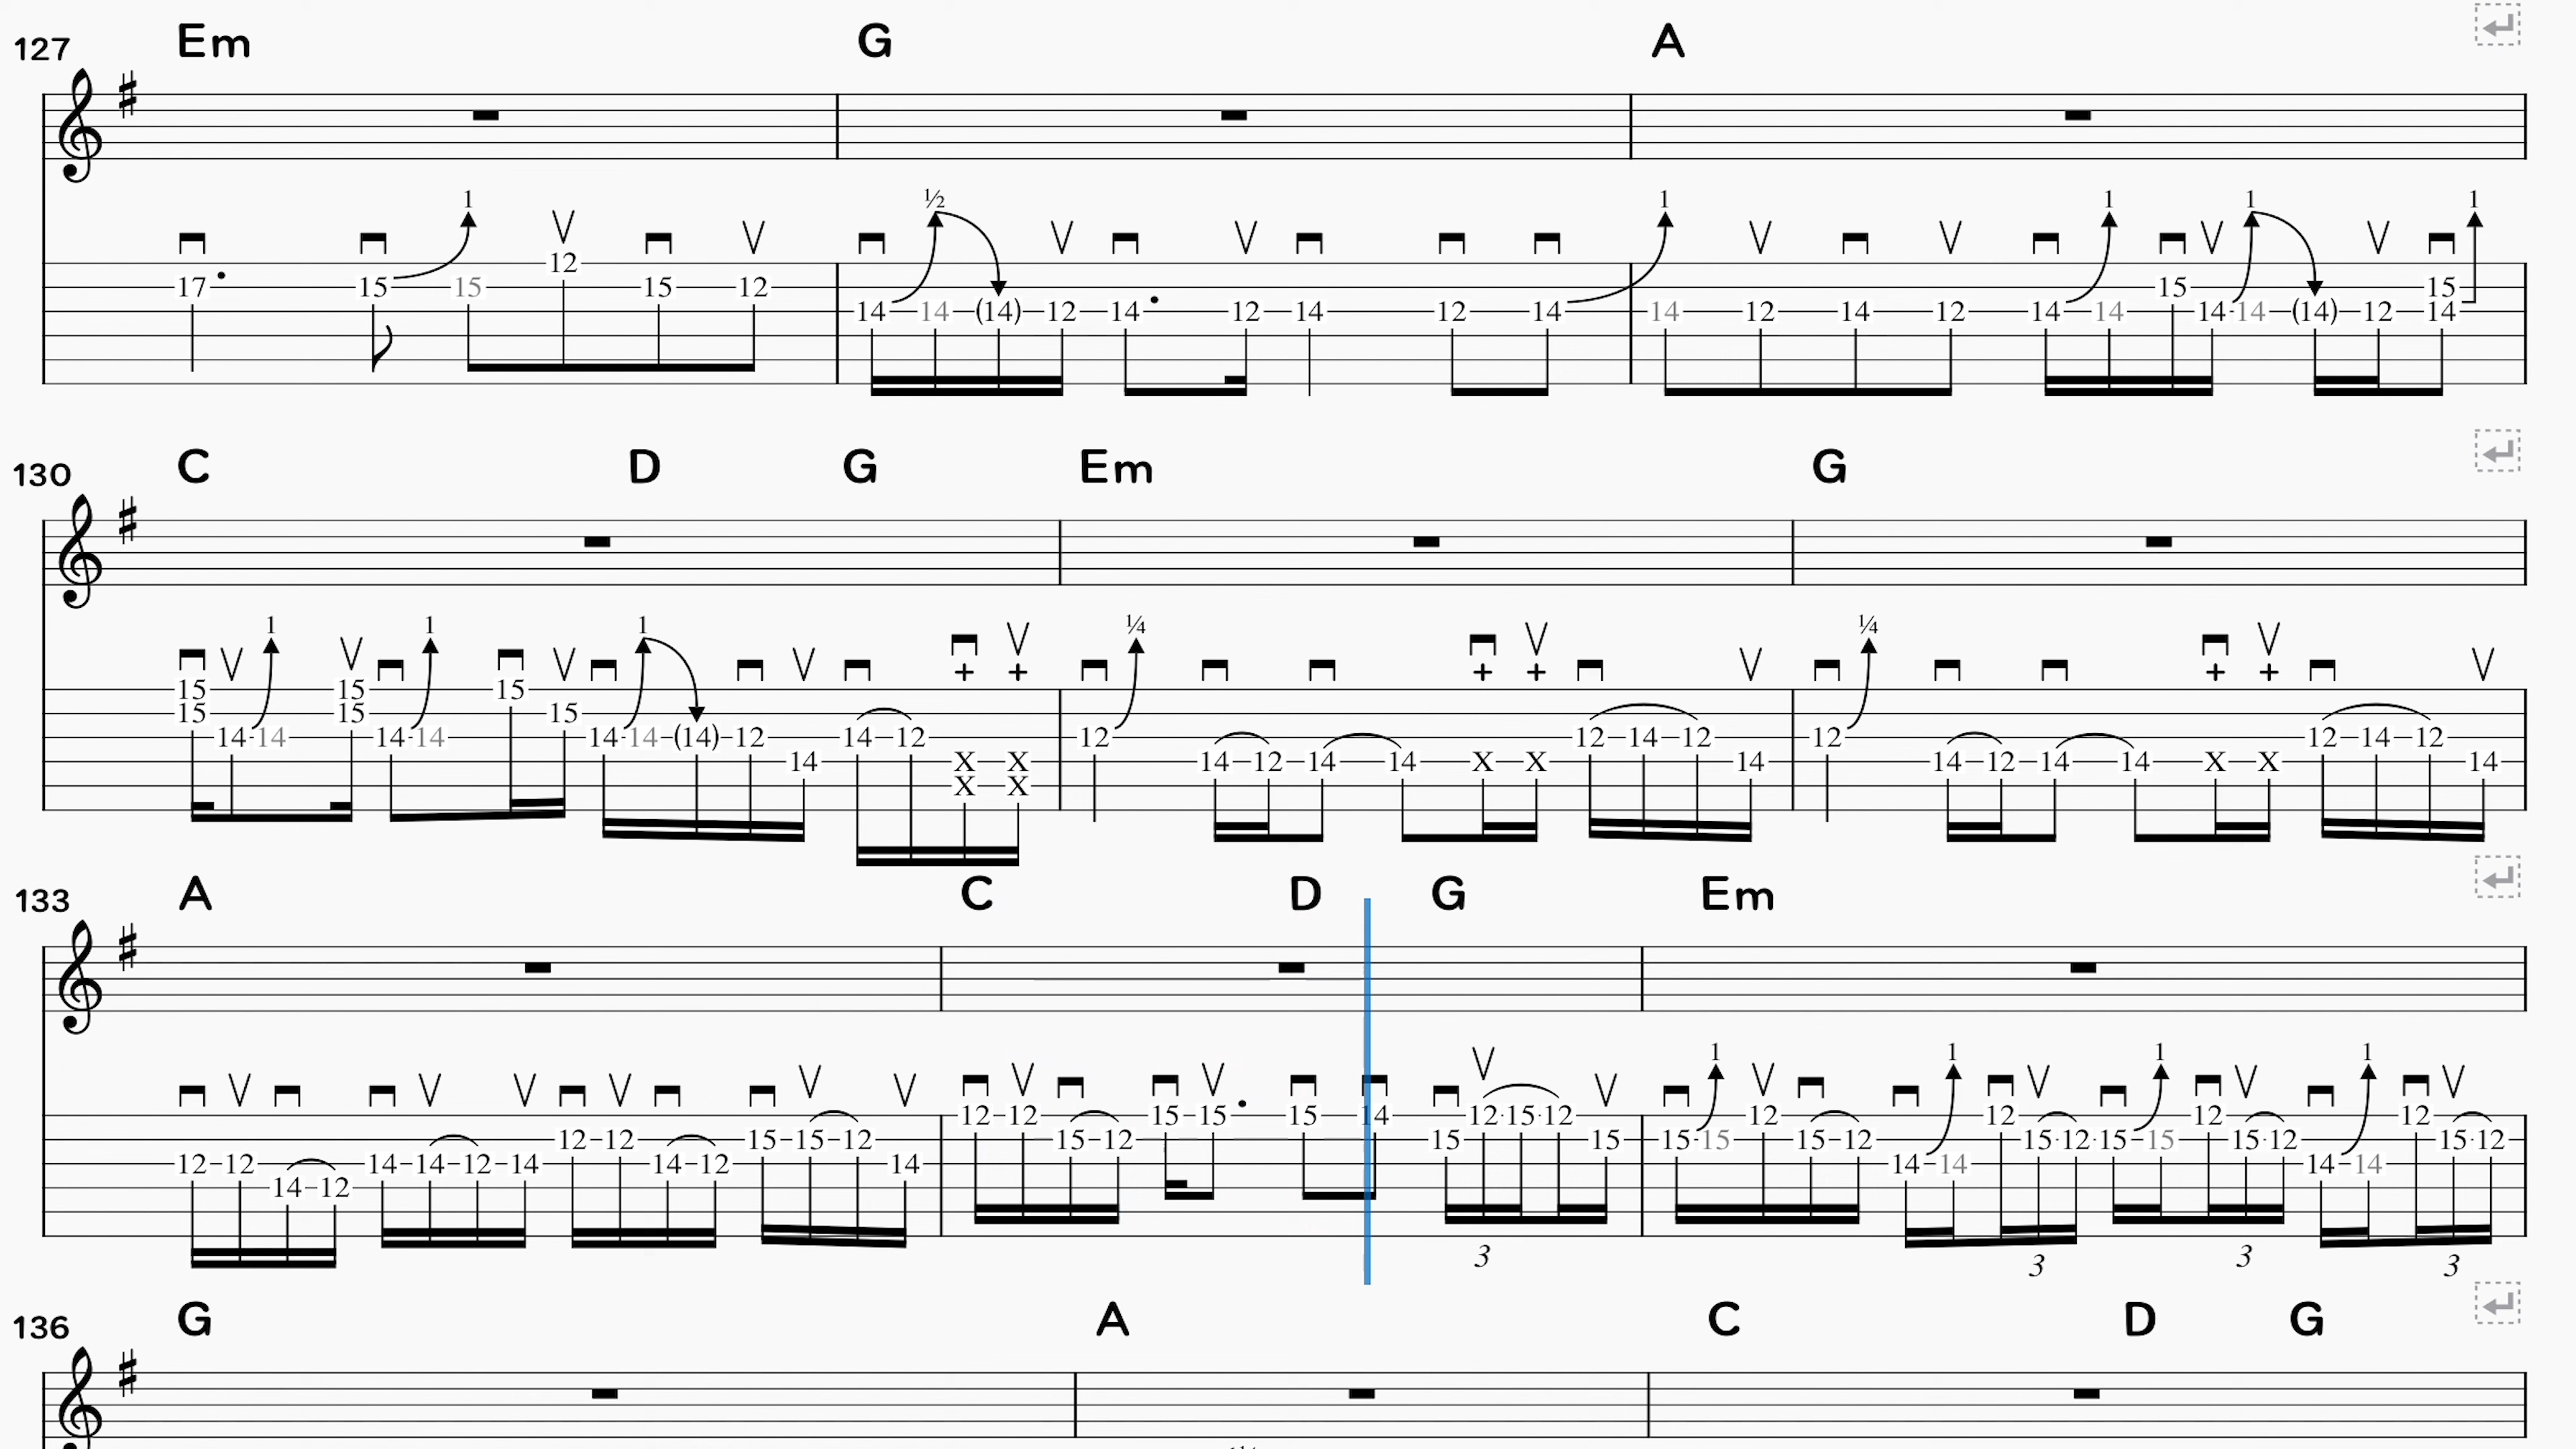 127 Em G A
1 ½ 1 1 1 1
12
17 15 15 15 12 15 15
14 14 (14) 12 14 12 14 12 14 14 12 14 12 14 14 14 14 (14) 12 14
130 C D G Em G
1 1 1 ¼ ¼
+ + + + + +
15 15 15
15 15 15
14 14 14 14 14 14 (14) 12 14 12 12 12 14 12 12 12 14 12
14 X X 14 12 14 14 X X 14 14 12 14 14 X X 14
X X
133 A C D G Em
1 1 1 1
12 12 15 15 15 14 12 15 12 12 12 12 12
12 12 15 15 12 15 12 15 15 15 15 15 12 15 12 15 15 15 12 15 12
12 12 14 14 12 14 14 12 14 14 14 14 14
14 12
3 3 3 3
136 G A C D G